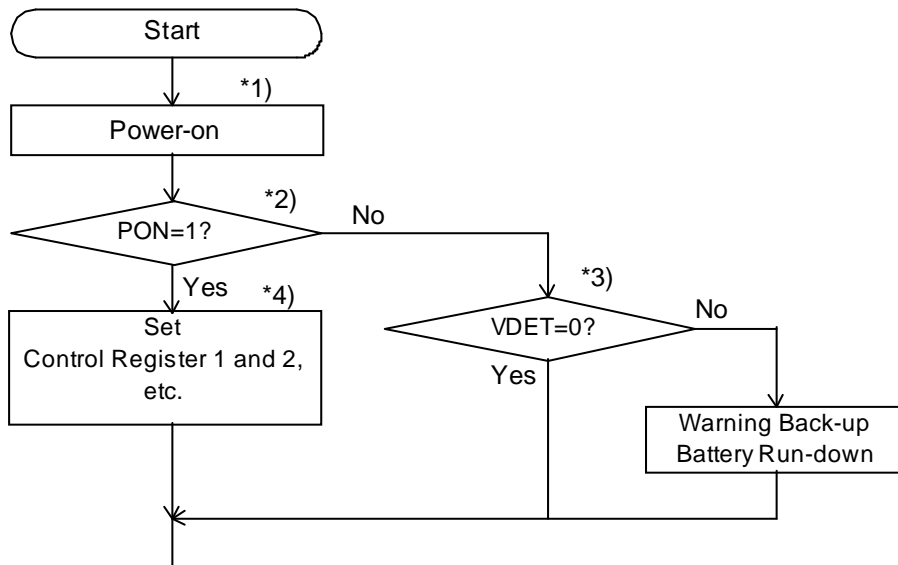 Start
*1)
Power-on
*2)
PON=1?
No
Yes
*4)
Set
Control Register 1 and 2,
etc.
*3)
VDET=0?
No
Yes
Warning Back-up
Battery Run-down